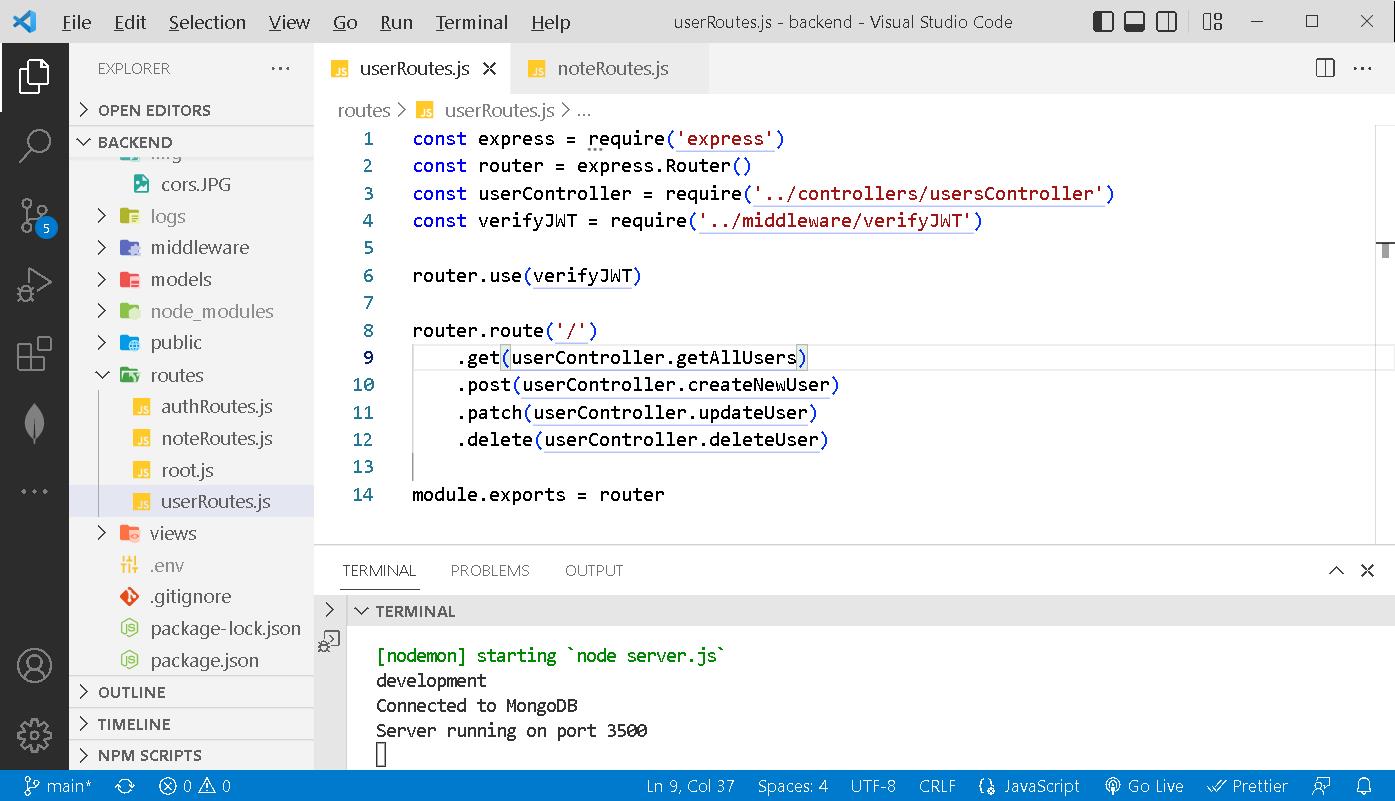 File Edit Selection View Go Run Terminal Help userRoutes.js - backend - Visual Studio Code
EXPLORER
OPEN EDITORS
BACKEND
cors.JPG
logs
middleware
models
node_modules
public
routes
authRoutes.js
noteRoutes.js
root.js
userRoutes.js
views
.env
.gitignore
package-lock.json
package.json
OUTLINE
TIMELINE
NPM SCRIPTS
5
userRoutes.js noteRoutes.js
routes > userRoutes.js > ...
1 const express = require('express')
2 const router = express.Router()
3 const userController = require('../controllers/usersController')
4 const verifyJWT = require('../middleware/verifyJWT')
5
6 router.use(verifyJWT)
7
8 router.route('/')
9 .get(userController.getAllUsers)
10 .post(userController.createNewUser)
11 .patch(userController.updateUser)
12 .delete(userController.deleteUser)
13
14 module.exports = router
TERMINAL PROBLEMS OUTPUT
TERMINAL
[nodemon] starting `node server.js`
development
Connected to MongoDB
Server running on port 3500
main* 0 0 Ln 9, Col 37 Spaces: 4 UTF-8 CRLF JavaScript Go Live Prettier